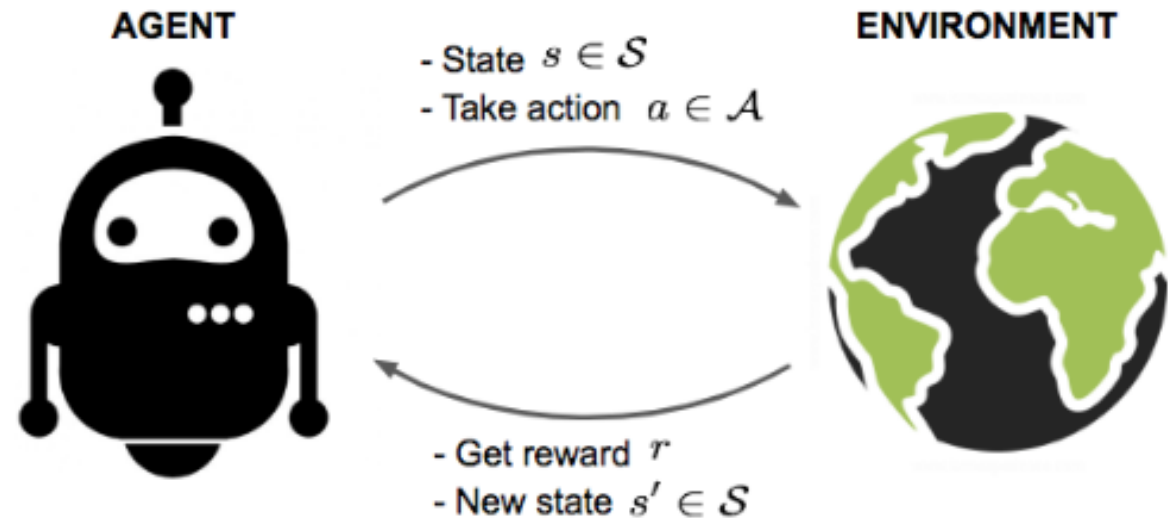 AGENT
ENVIRONMENT
- State s ∈ 𝒮
- Take action a ∈ 𝒜
- Get reward r
- New state s′ ∈ 𝒮